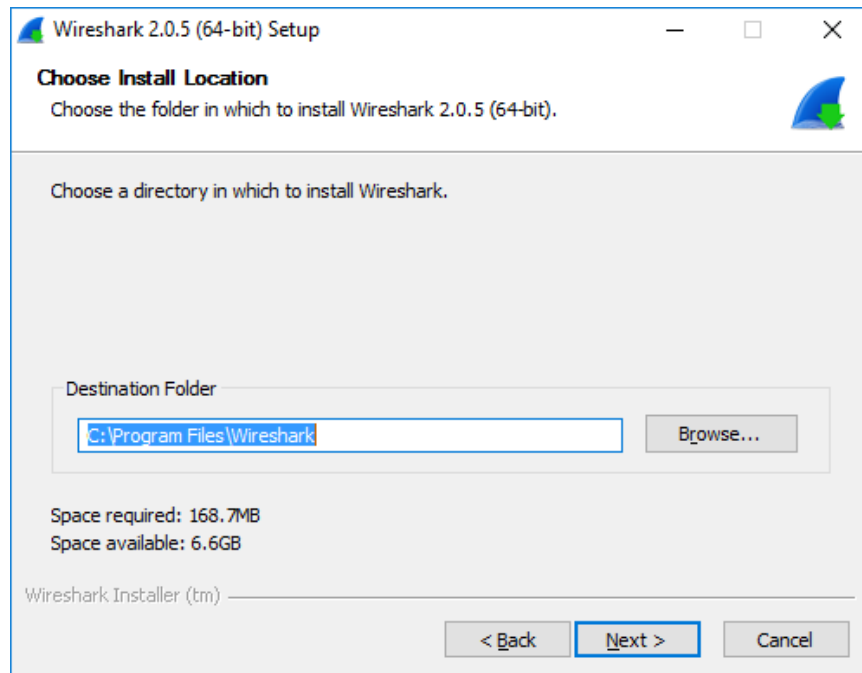 Wireshark 2.0.5 (64-bit) Setup
Choose Install Location
Choose the folder in which to install Wireshark 2.0.5 (64-bit).
Choose a directory in which to install Wireshark.
Destination Folder
C:\Program Files\Wireshark
Browse...
Space required: 168.7MB
Space available: 6.6GB
Wireshark Installer (tm)
< Back
Next >
Cancel